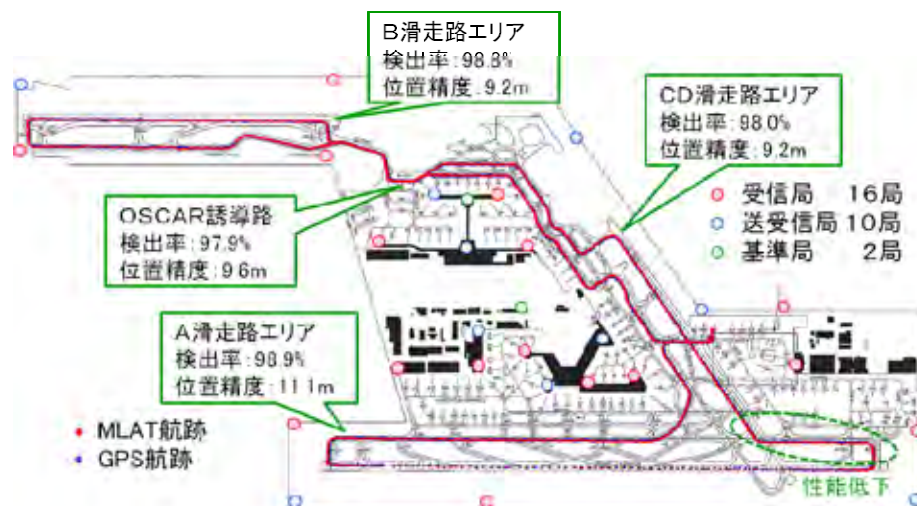 B滑走路エリア
検出率:98.8%
位置精度:9.2m
CD滑走路エリア
検出率:98.0%
位置精度:9.2m
OSCAR誘導路
検出率:97.9%
位置精度:9.6m
受信局 16局
送受信局 10局
基準局 2局
A滑走路エリア
検出率:98.9%
位置精度:11.1m
MLAT航跡
GPS航跡
性能低下